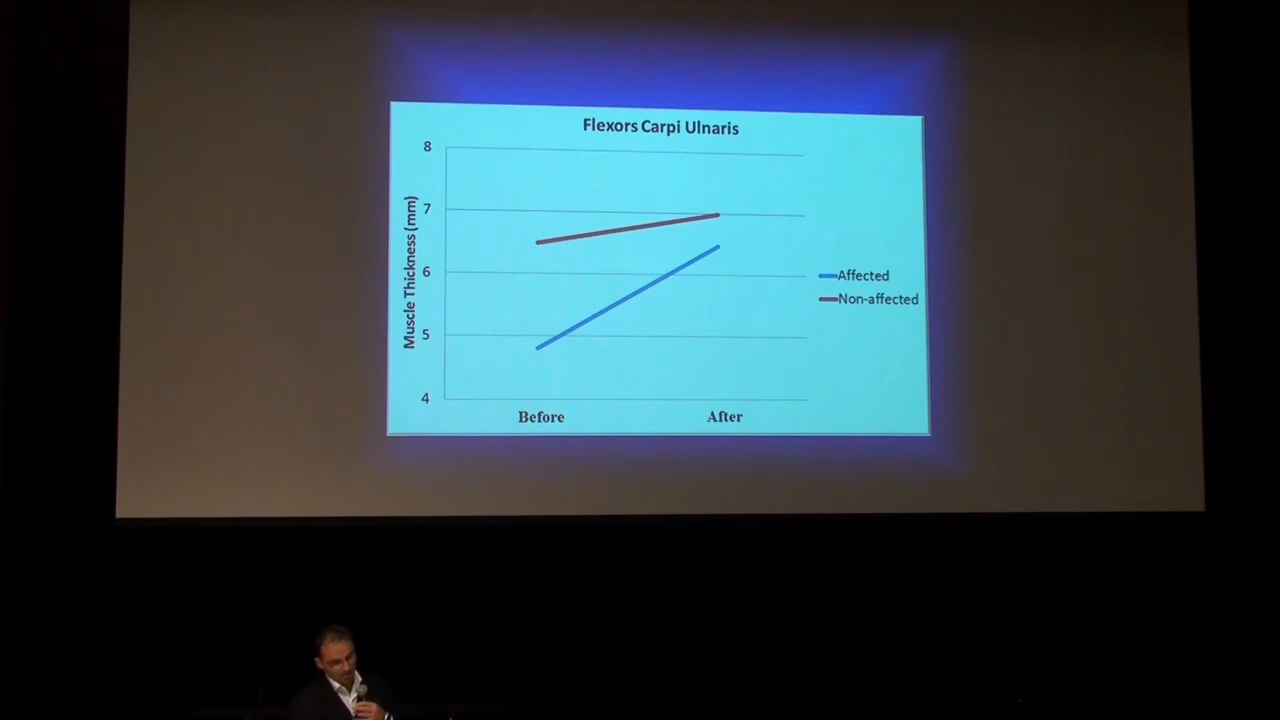 Flexors Carpi Ulnaris
8
7
6
5
4
Muscle Thickness (mm)
Before
After
Affected
Non-affected